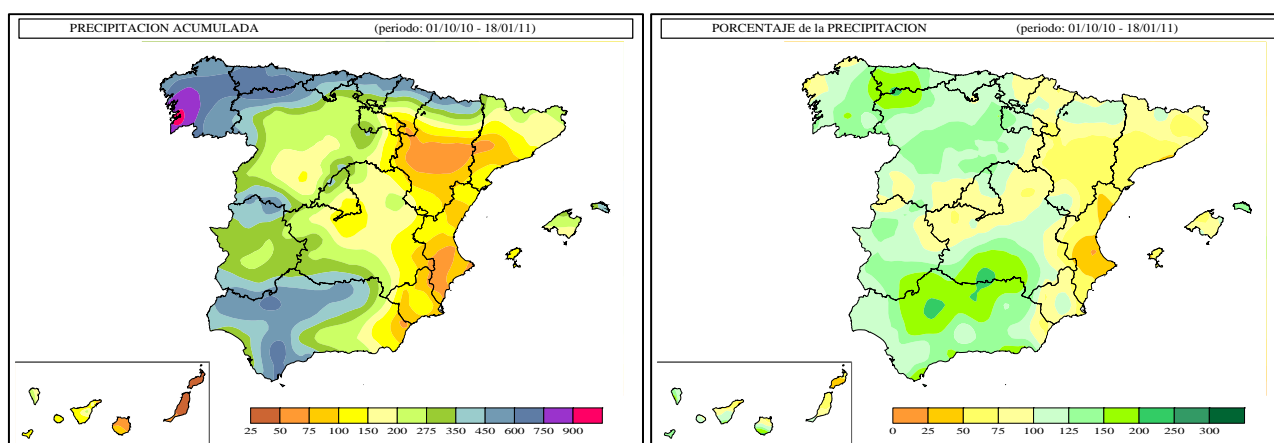 PRECIPITACION ACUMULADA (periodo: 01/10/10 - 18/01/11)
25 50 75 100 150 200 275 350 450 600 750 900
PORCENTAJE de la PRECIPITACION (periodo: 01/10/10 - 18/01/11)
0 25 50 75 100 125 150 200 250 300